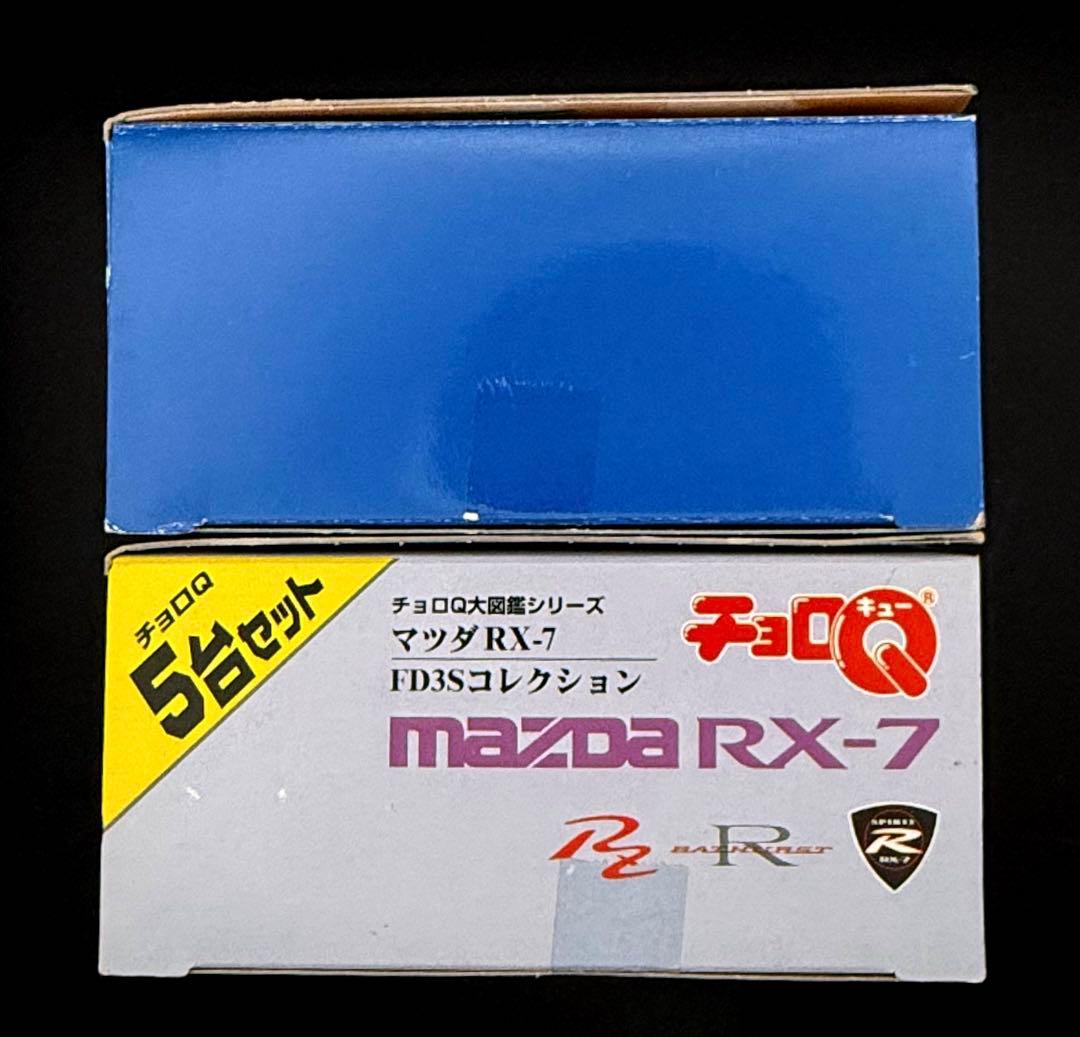 チョロQ
5台セット
チョロQ大図鑑シリーズ
マツダ RX-7
FD3Sコレクション
チョロQ
キュー
®
mazda RX-7
RZ
BATHURST R
SPIRIT
R
RX-7